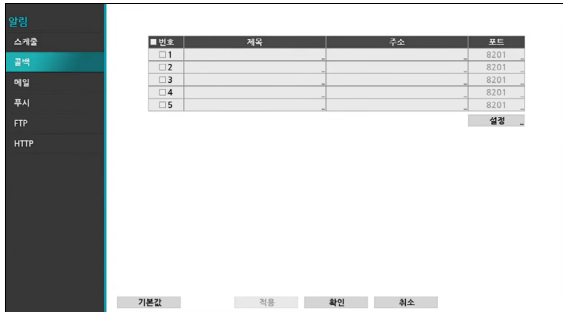 알림
스케줄
콜백
메일
푸시
FTP
HTTP
번호 제목 주소 포트
1 8201
2 8201
3 8201
4 8201
5 8201
설정
기본값 적용 확인 취소